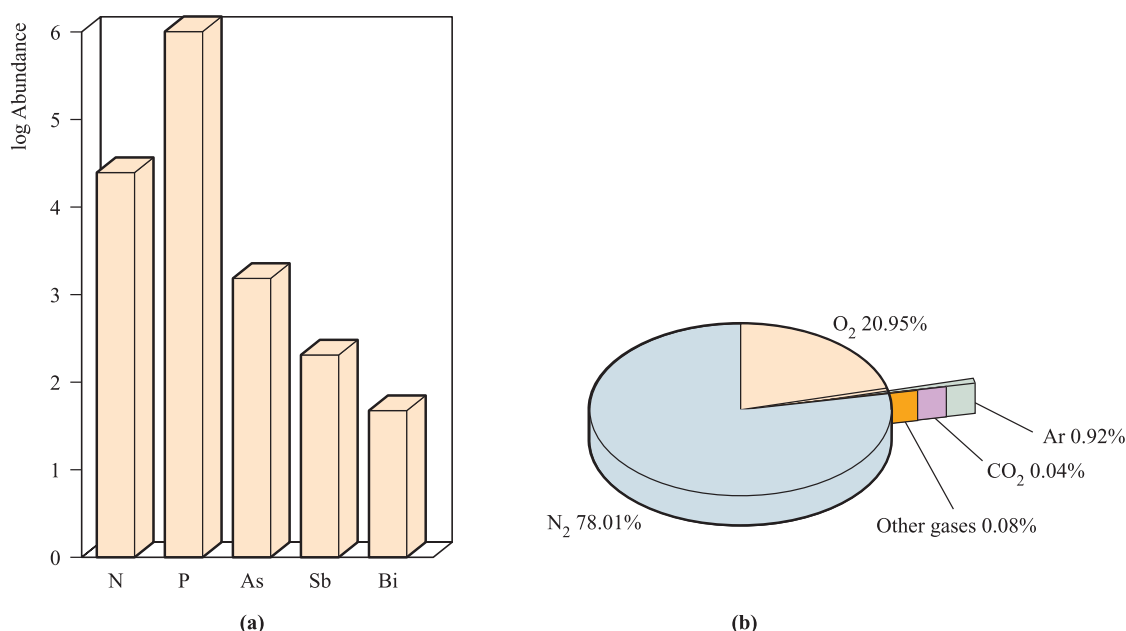 log Abundance
6
5
4
3
2
1
0
N
P
As
Sb
Bi
(a)
O2 20.95%
Ar 0.92%
CO2 0.04%
Other gases 0.08%
N2 78.01%
(b)